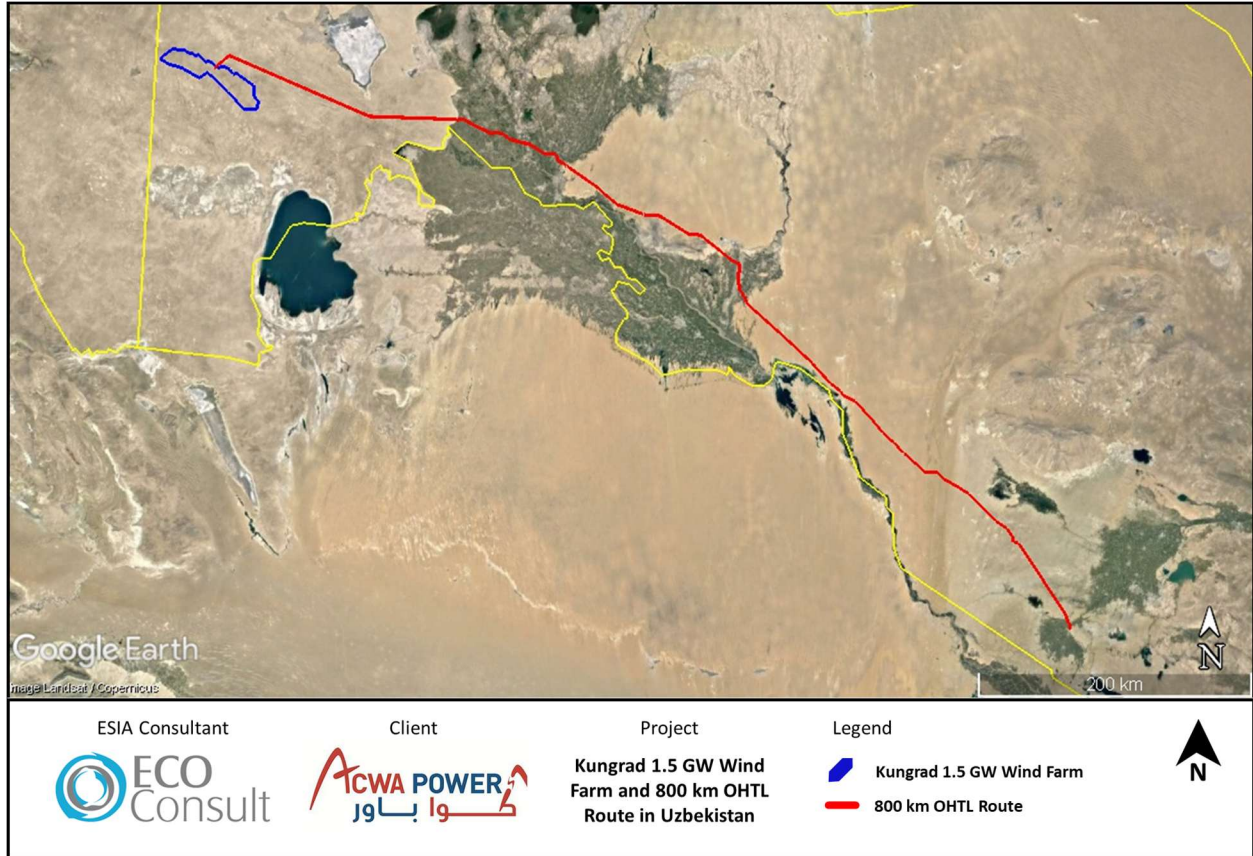 Google Earth
Image Landsat / Copernicus
N
200 km
ESIA Consultant
ECO
Consult
Client
ACWA POWER
أكوا باور
Project
Kungrad 1.5 GW Wind
Farm and 800 km OHTL
Route in Uzbekistan
Legend
Kungrad 1.5 GW Wind Farm
800 km OHTL Route
N